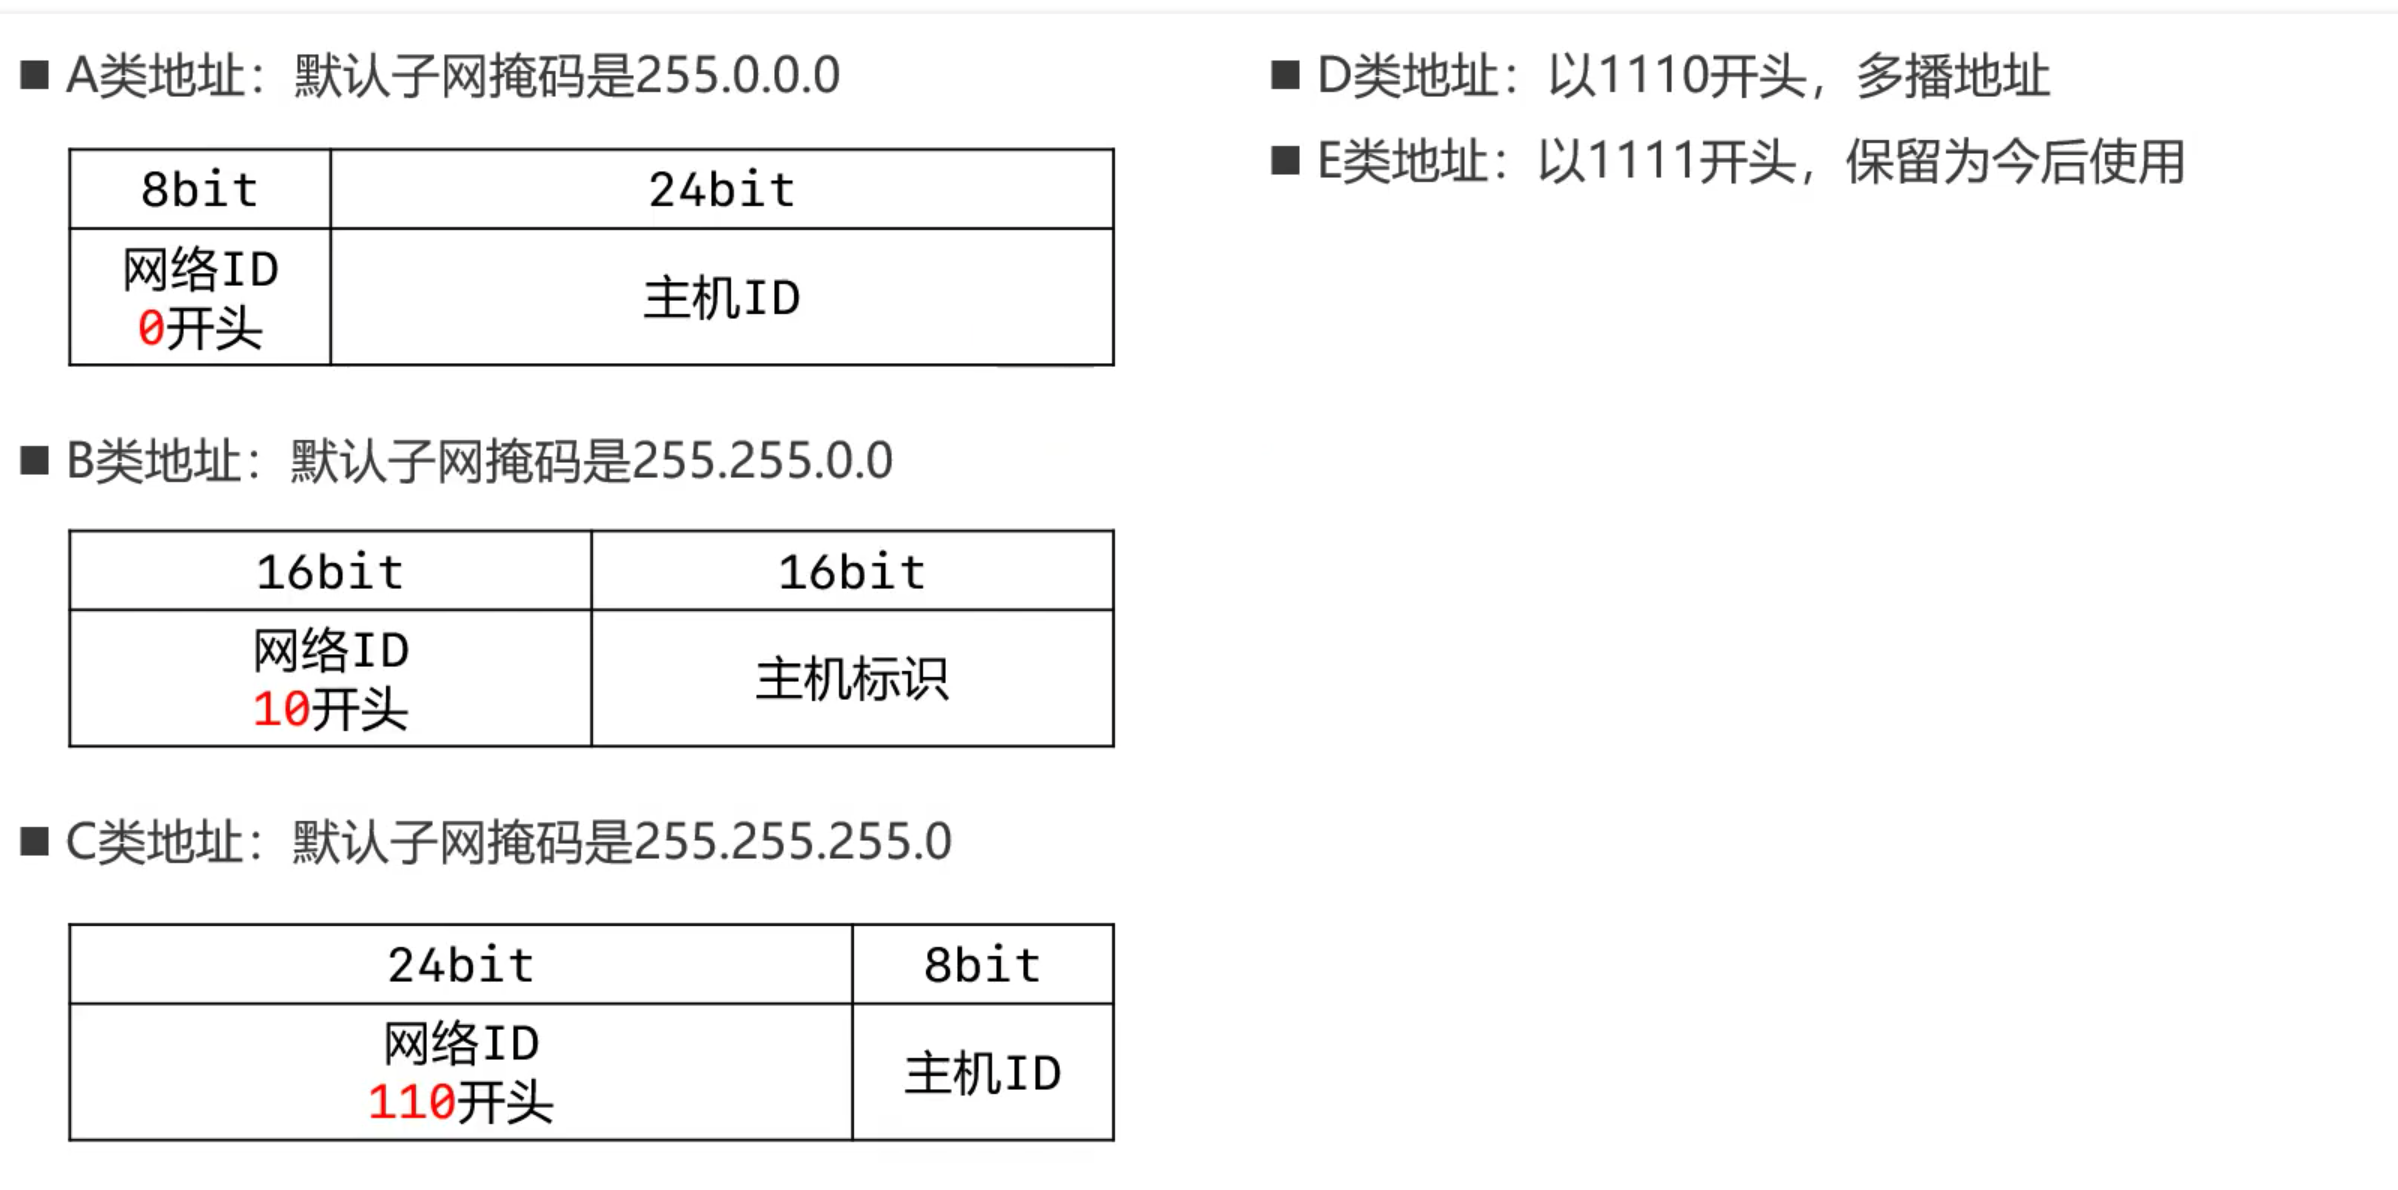 ■ A类地址：默认子网掩码是255.0.0.0
8bit 24bit
网络ID
0开头
主机ID
■ B类地址：默认子网掩码是255.255.0.0
16bit 16bit
网络ID
10开头
主机标识
■ C类地址：默认子网掩码是255.255.255.0
24bit 8bit
网络ID
110开头
主机ID
■ D类地址：以1110开头，多播地址
■ E类地址：以1111开头，保留为今后使用